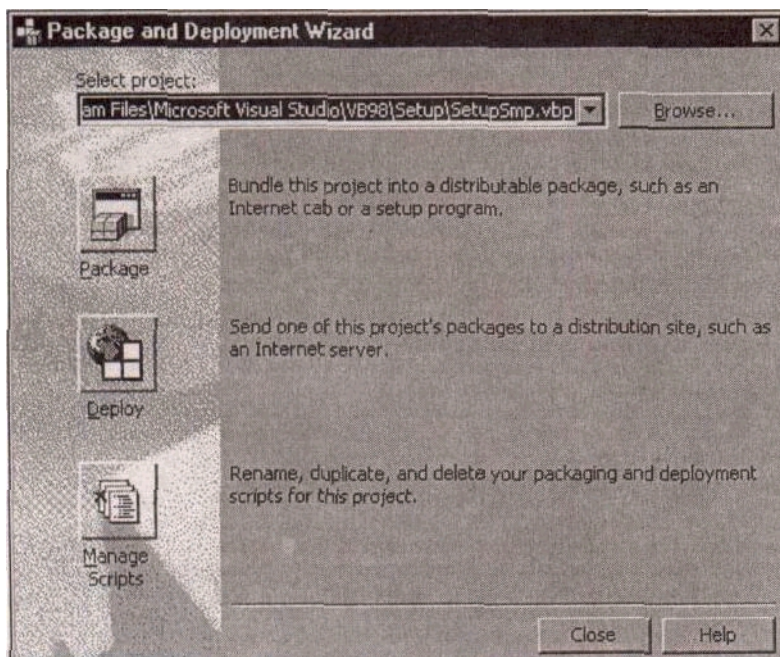 Package and Deployment Wizard
Select project:
am Files\Microsoft Visual Studio\VB98\Setup\SetupSmp.vbp
Browse...
Bundle this project into a distributable package, such as an
Internet cab or a setup program.
Package
Send one of this project's packages to a distribution site, such as
an Internet server.
Deploy
Rename, duplicate, and delete your packaging and deployment
scripts for this project.
Manage
Scripts
Close
Help